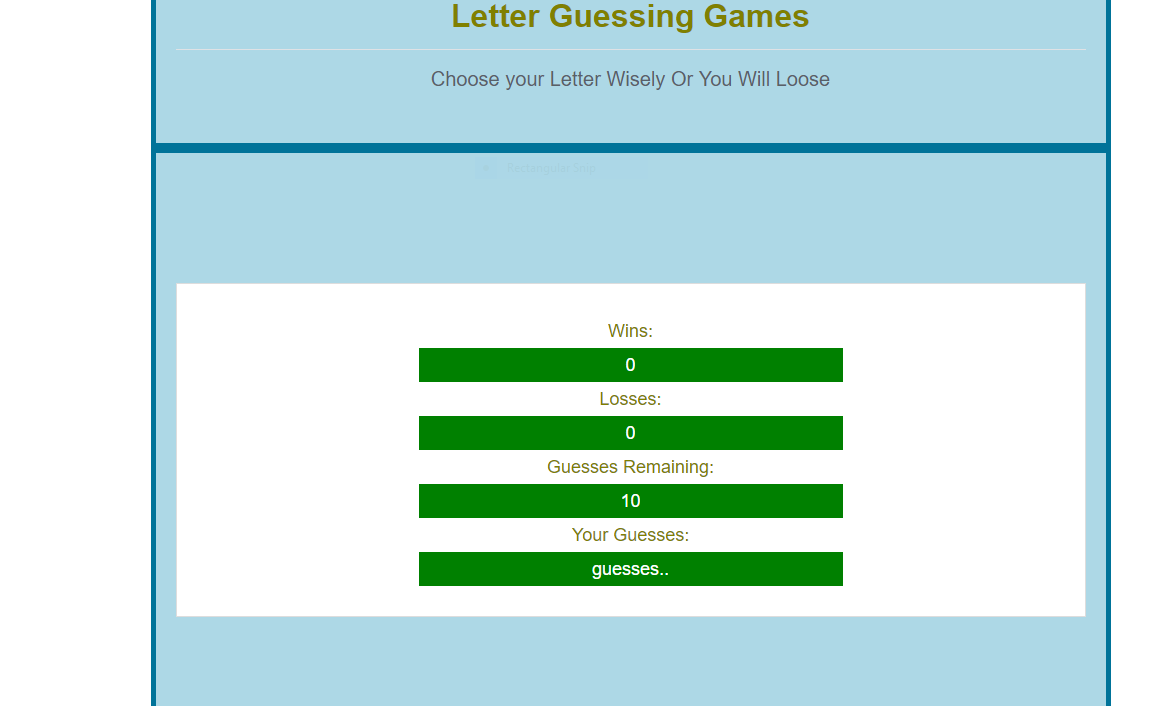 Letter Guessing Games
Choose your Letter Wisely Or You Will Loose
Rectangular Snip
Wins:
0
Losses:
0
Guesses Remaining:
10
Your Guesses:
guesses..